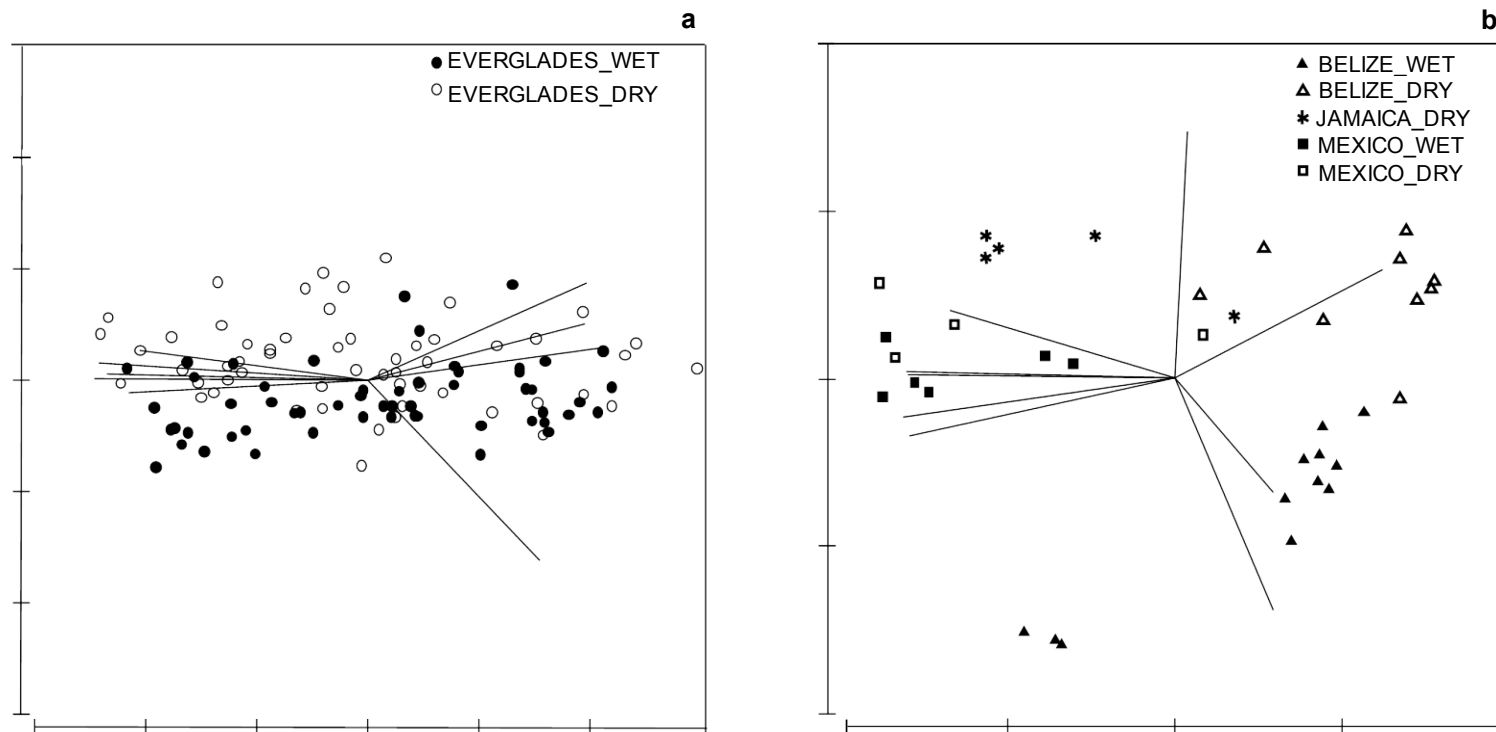 a
EVERGLADES_WET
EVERGLADES_DRY
b
BELIZE_WET
BELIZE_DRY
JAMAICA_DRY
MEXICO_WET
MEXICO_DRY